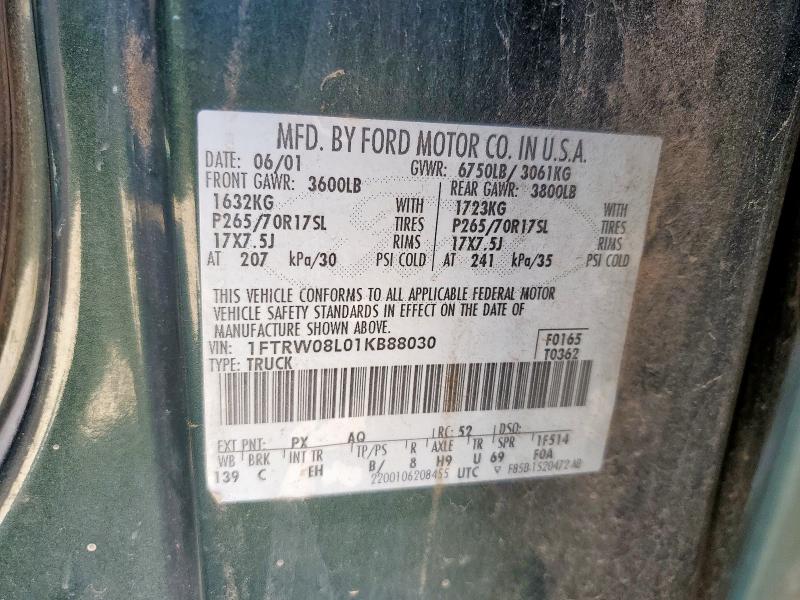 MFD. BY FORD MOTOR CO. IN U.S.A.
DATE: 06/01 GVWR: 6750LB/ 3061KG
FRONT GAWR: 3600LB REAR GAWR: 3800LB
1632KG WITH 1723KG WITH
P265/70R17SL TIRES P265/70R17SL TIRES
17X7.5J RIMS 17X7.5J RIMS
AT 207 kPa/30 PSI COLD AT 241 kPa/35 PSI COLD
THIS VEHICLE CONFORMS TO ALL APPLICABLE FEDERAL MOTOR
VEHICLE SAFETY STANDARDS IN EFFECT ON THE DATE OF
MANUFACTURE SHOWN ABOVE.
VIN: 1FTRW08L01KB88030 F0165
TYPE: TRUCK T0362
EXT PNT: PX AQ RC: 52 DSO:
WB BRK INT TR TP/PS R AXLE TR SPR 1F514
139 C EH B/ 8 H9 U 69 F0A
2200106208455 UTC F85B-1520472-AB